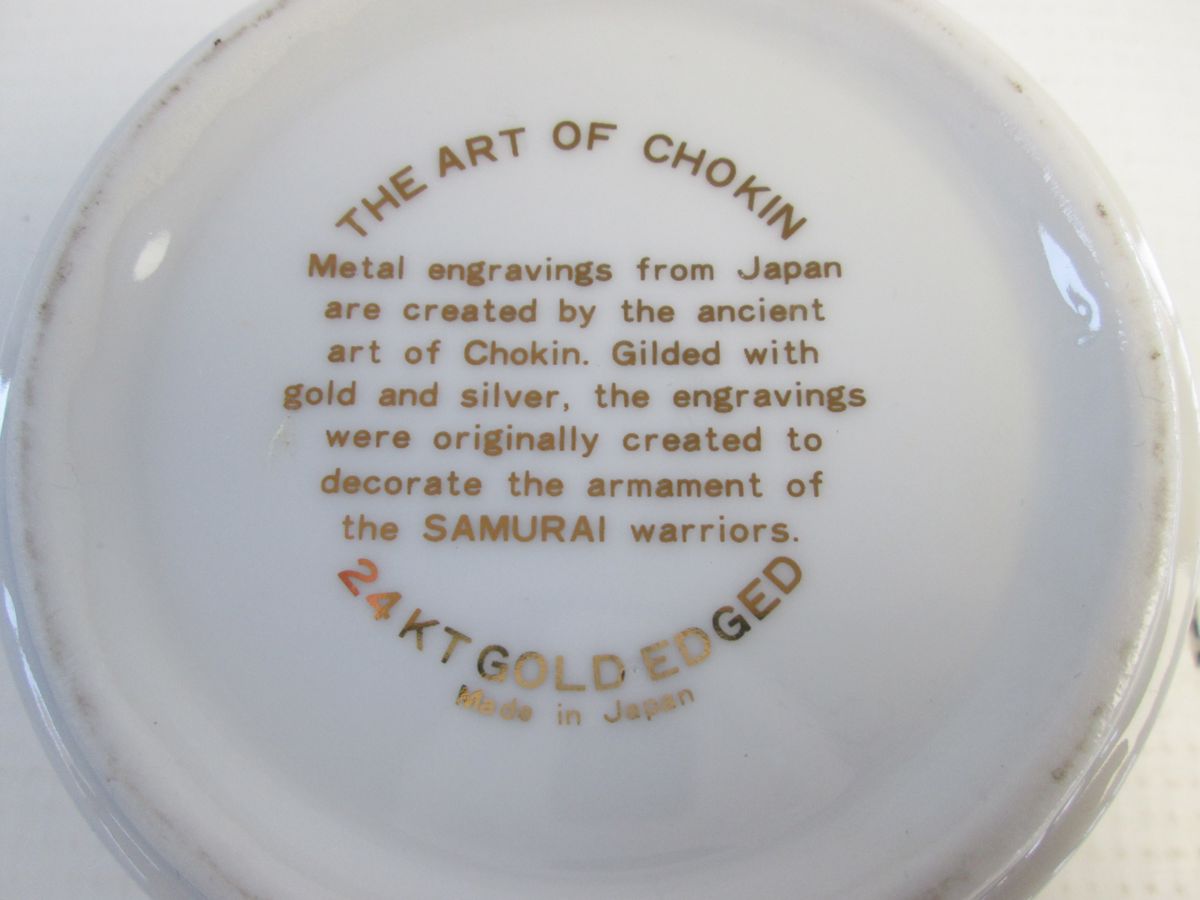 THE ART OF CHOKIN
Metal engravings from Japan
are created by the ancient
art of Chokin. Gilded with
gold and silver, the engravings
were originally created to
decorate the armament of
the SAMURAI warriors.
24KT GOLD EDGED
Made in Japan